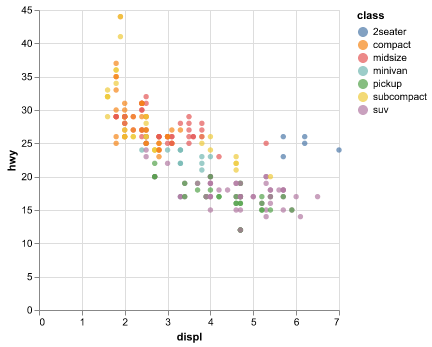 45
40
35
30
25
20
15
10
5
0
hwy
0 1 2 3 4 5 6 7
displ
class
2seater
compact
midsize
minivan
pickup
subcompact
suv